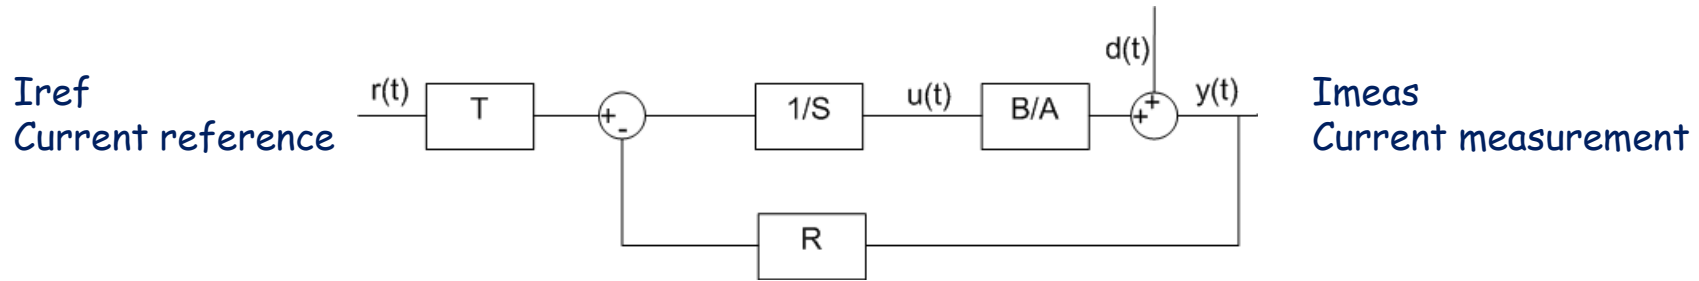 Iref
Current reference
r(t)
T
+
-
1/S
u(t)
B/A
d(t)
+
+
y(t)
Imeas
Current measurement
R